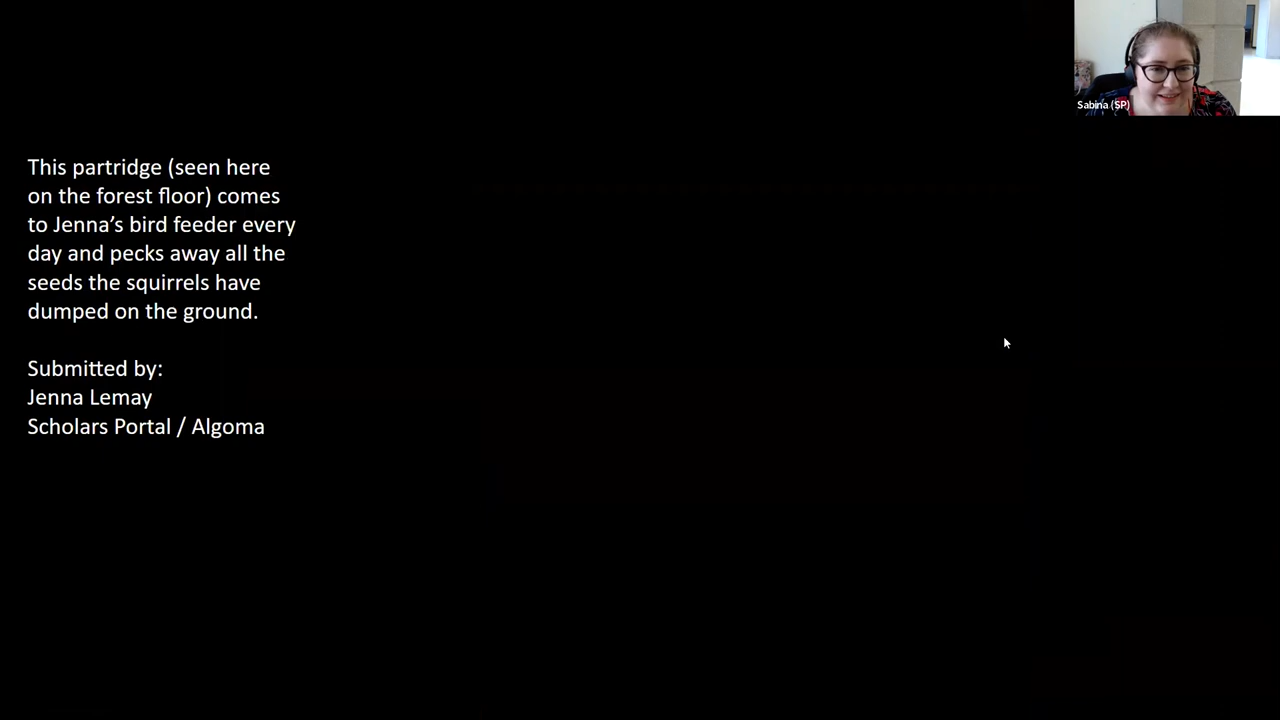 Sabina (SP)
This partridge (seen here
on the forest floor) comes
to Jenna’s bird feeder every
day and pecks away all the
seeds the squirrels have
dumped on the ground.
Submitted by:
Jenna Lemay
Scholars Portal / Algoma